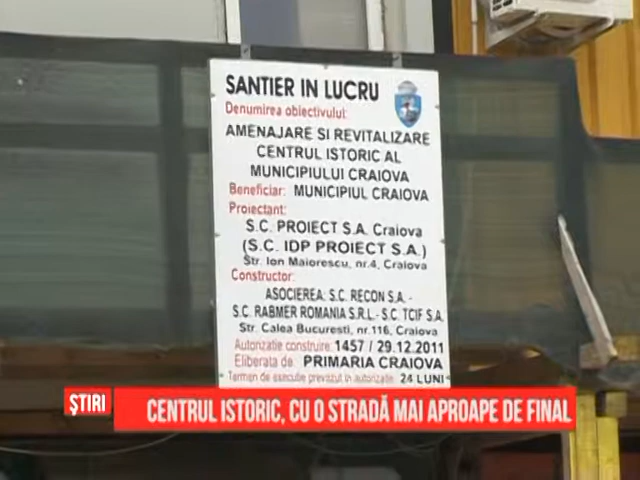 SANTIER IN LUCRU
Denumirea obiectivului:
AMENAJARE SI REVITALIZARE
CENTRUL ISTORIC AL
MUNICIPIULUI CRAIOVA
Beneficiar: MUNICIPIUL CRAIOVA
Proiectant:
S.C. PROIECT S.A. Craiova
(S.C. IDP PROIECT S.A.)
Str. Ion Maiorescu, nr.4, Craiova
Constructor:
ASOCIEREA: S.C. RECON S.A. -
S.C. RABMER ROMANIA S.R.L.- S.C. TCIF S.A.
Str. Calea Bucuresti, nr.116, Craiova
Autorizatie construire: 1457 / 29.12.2011
Eliberata de: PRIMARIA CRAIOVA
Termen de executie prevazut in autorizatie: 24 LUNI
ȘTIRI
CENTRUL ISTORIC, CU O STRADĂ MAI APROAPE DE FINAL